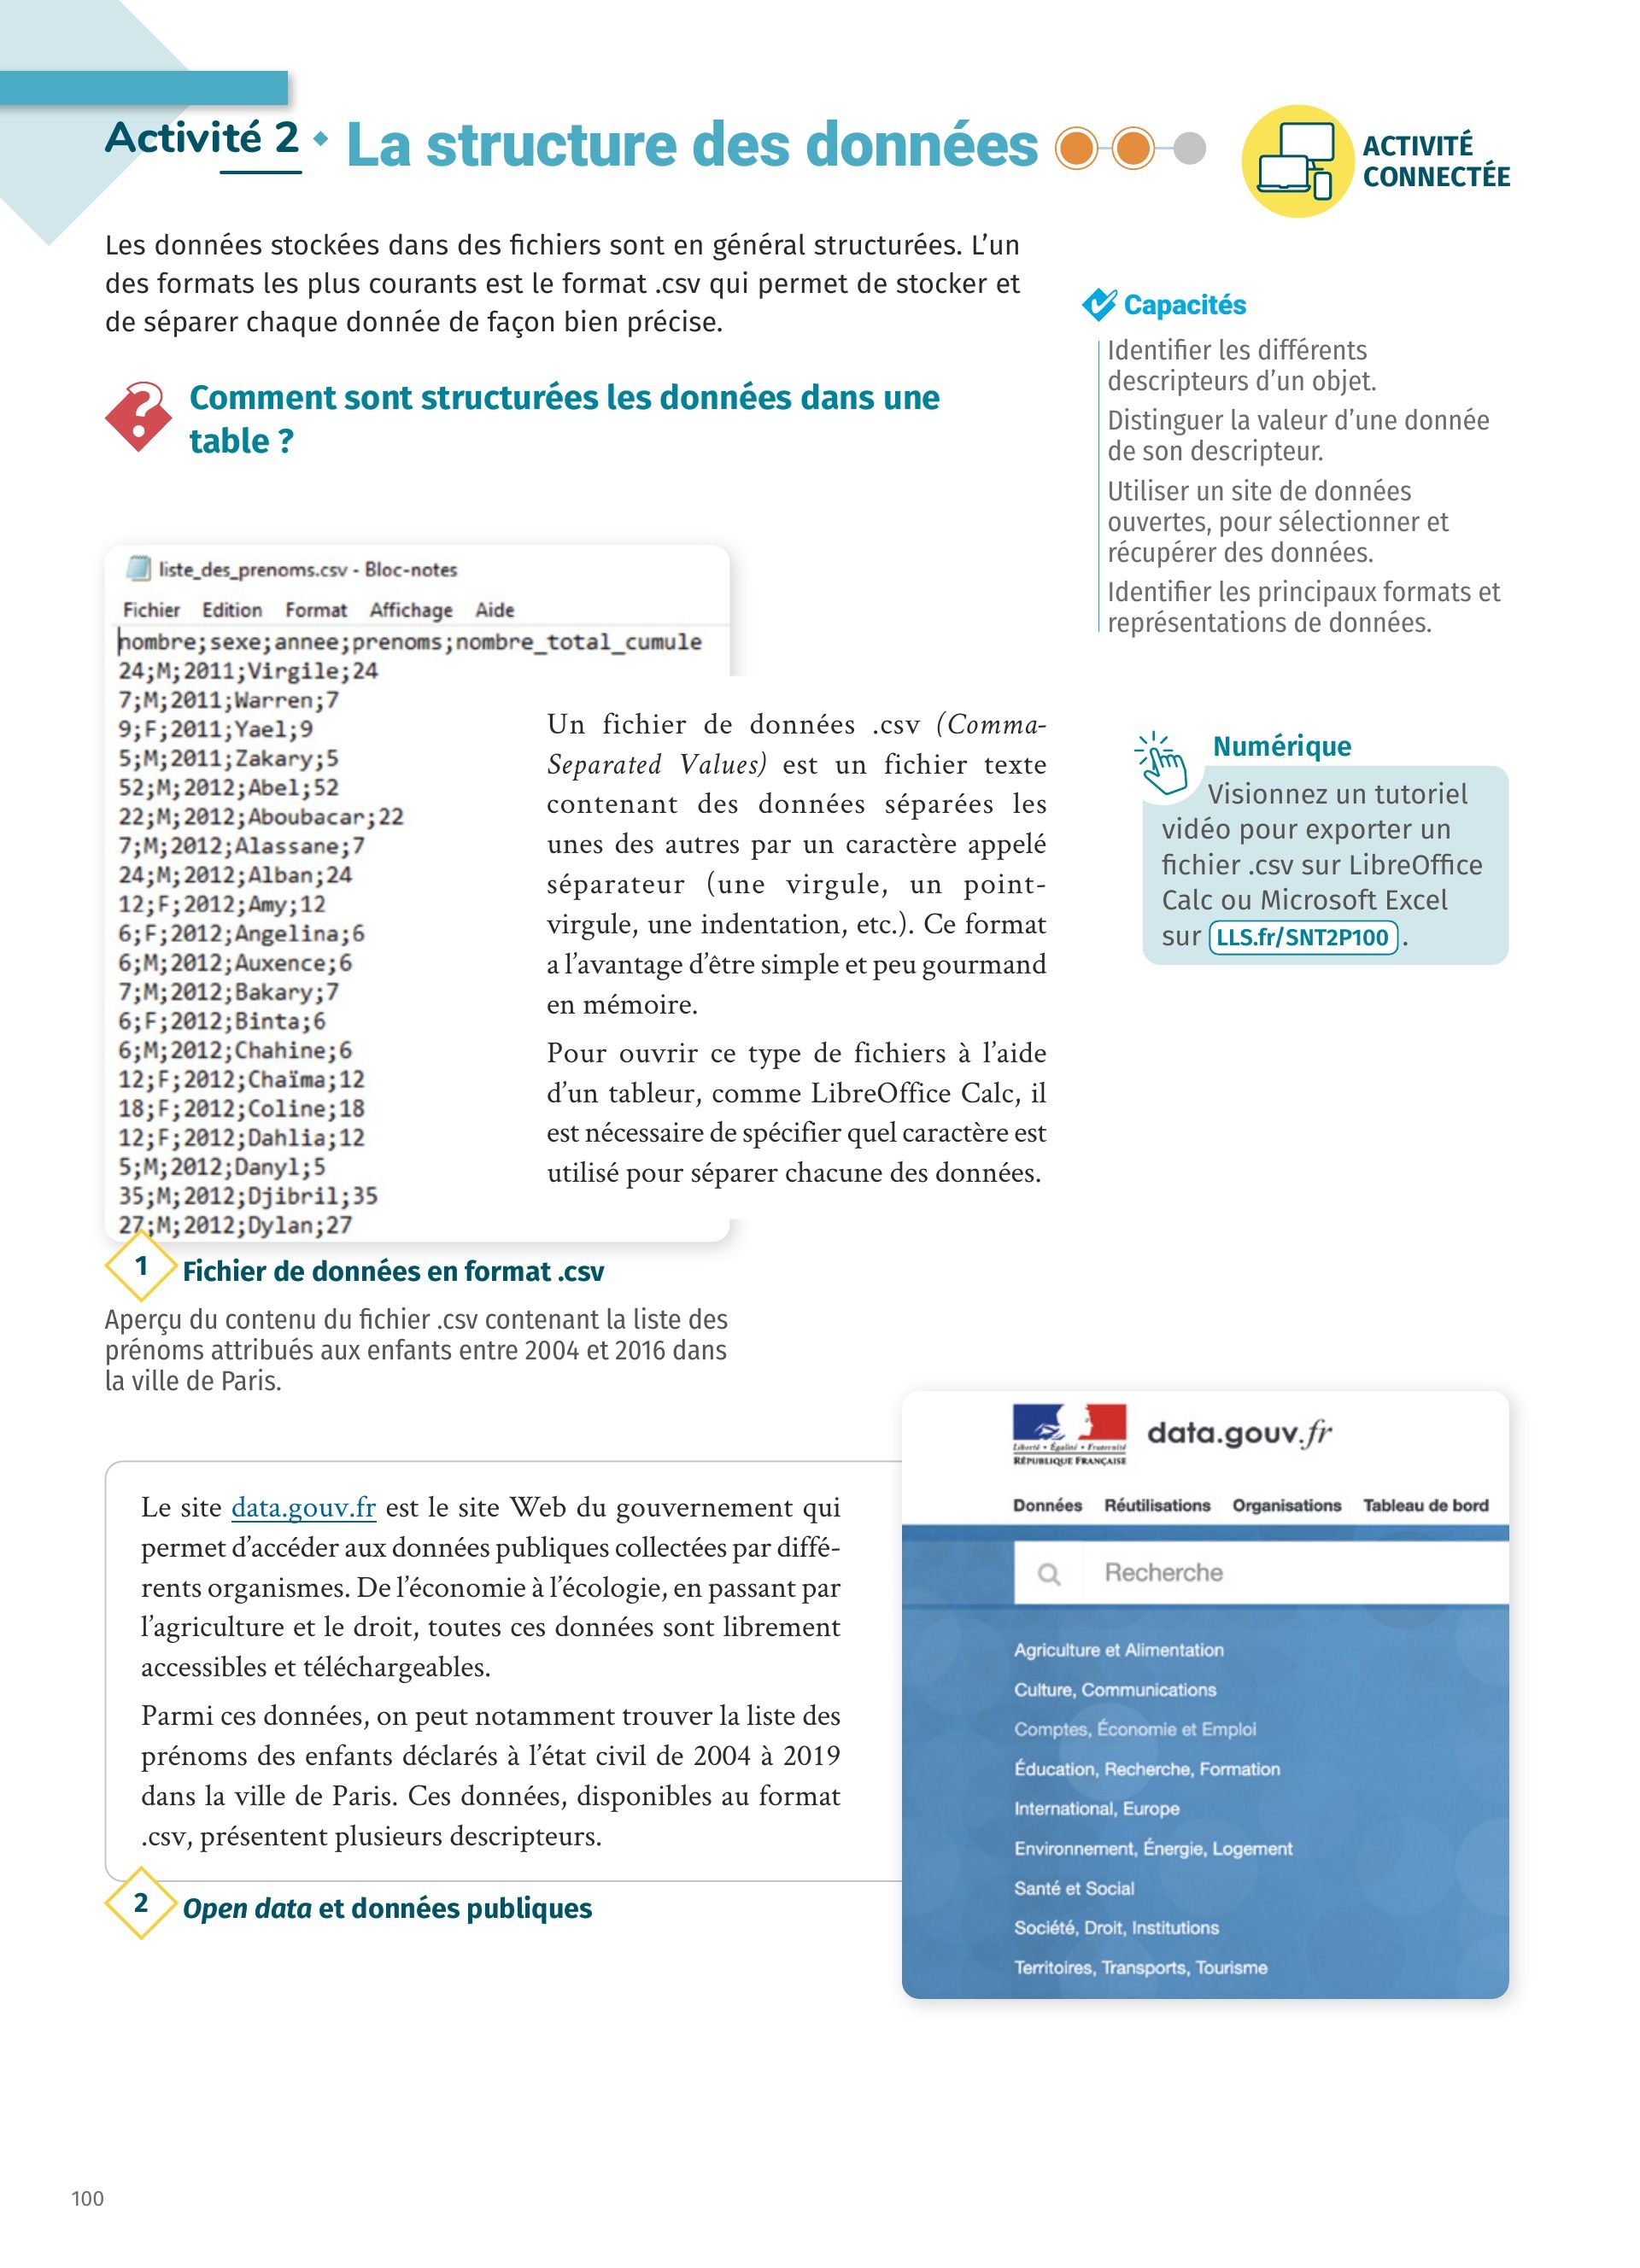 Activité 2 • La structure des données
ACTIVITÉ
CONNECTÉE
Les données stockées dans des fichiers sont en général structurées. L’un
des formats les plus courants est le format .csv qui permet de stocker et
de séparer chaque donnée de façon bien précise.
?
Comment sont structurées les données dans une
table ?
Capacités
Identifier les différents
descripteurs d’un objet.
Distinguer la valeur d’une donnée
de son descripteur.
Utiliser un site de données
ouvertes, pour sélectionner et
récupérer des données.
Identifier les principaux formats et
représentations de données.
liste_des_prenoms.csv - Bloc-notes
Fichier Edition Format Affichage Aide
nombre;sexe;annee;prenoms;nombre_total_cumule
24;M;2011;Virgile;24
7;M;2011;Warren;7
9;F;2011;Yael;9
5;M;2011;Zakary;5
52;M;2012;Abel;52
22;M;2012;Aboubacar;22
7;M;2012;Alassane;7
24;M;2012;Alban;24
12;F;2012;Amy;12
6;F;2012;Angelina;6
6;M;2012;Auxence;6
7;M;2012;Bakary;7
6;F;2012;Binta;6
6;M;2012;Chahine;6
12;F;2012;Chaïma;12
18;F;2012;Coline;18
12;F;2012;Dahlia;12
5;M;2012;Danyl;5
35;M;2012;Djibril;35
27;M;2012;Dylan;27
Un fichier de données .csv (Comma-
Separated Values) est un fichier texte
contenant des données séparées les
unes des autres par un caractère appelé
séparateur (une virgule, un point-
virgule, une indentation, etc.). Ce format
a l’avantage d’être simple et peu gourmand
en mémoire.
Pour ouvrir ce type de fichiers à l’aide
d’un tableur, comme LibreOffice Calc, il
est nécessaire de spécifier quel caractère est
utilisé pour séparer chacune des données.
Numérique
Visionnez un tutoriel
vidéo pour exporter un
fichier .csv sur LibreOffice
Calc ou Microsoft Excel
sur LLS.fr/SNT2P100 .
1 Fichier de données en format .csv
Aperçu du contenu du fichier .csv contenant la liste des
prénoms attribués aux enfants entre 2004 et 2016 dans
la ville de Paris.
Le site data.gouv.fr est le site Web du gouvernement qui
permet d’accéder aux données publiques collectées par diffé-
rents organismes. De l’économie à l’écologie, en passant par
l’agriculture et le droit, toutes ces données sont librement
accessibles et téléchargeables.
Parmi ces données, on peut notamment trouver la liste des
prénoms des enfants déclarés à l’état civil de 2004 à 2019
dans la ville de Paris. Ces données, disponibles au format
.csv, présentent plusieurs descripteurs.
2 Open data et données publiques
Liberté • Égalité • Fraternité
RÉPUBLIQUE FRANÇAISE
data.gouv.fr
Données Réutilisations Organisations Tableau de bord
Recherche
Agriculture et Alimentation
Culture, Communications
Comptes, Économie et Emploi
Éducation, Recherche, Formation
International, Europe
Environnement, Énergie, Logement
Santé et Social
Société, Droit, Institutions
Territoires, Transports, Tourisme
100